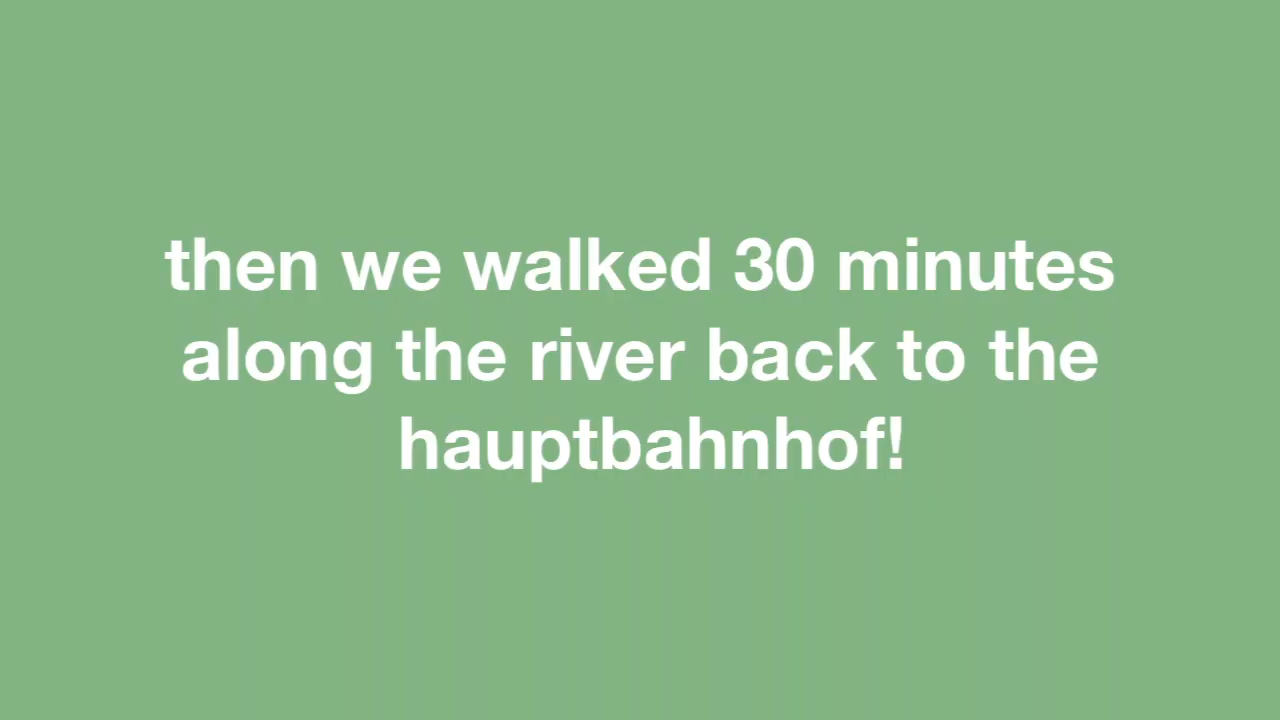 then we walked 30 minutes
along the river back to the
hauptbahnhof!